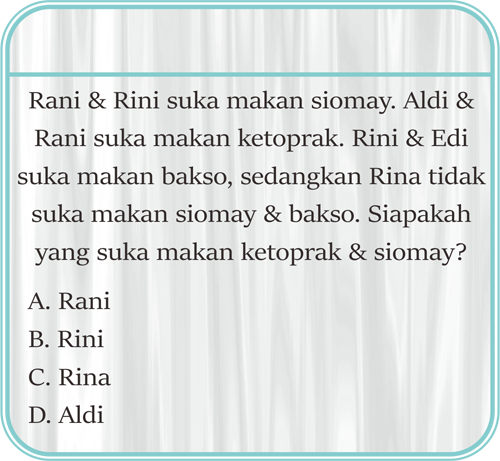 Rani & Rini suka makan siomay. Aldi &
Rani suka makan ketoprak. Rini & Edi
suka makan bakso, sedangkan Rina tidak
suka makan siomay & bakso. Siapakah
yang suka makan ketoprak & siomay?
A. Rani
B. Rini
C. Rina
D. Aldi